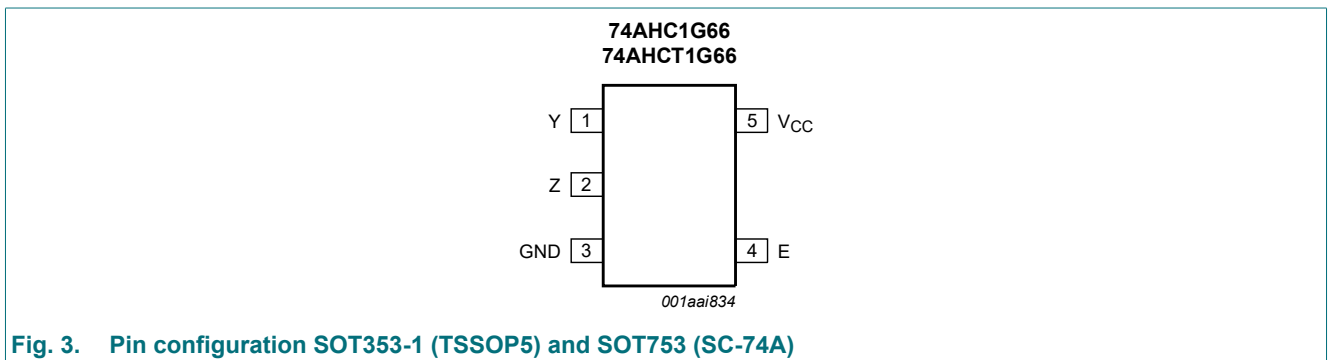 74AHC1G66
74AHCT1G66
Y 1
5 VCC
Z 2
GND 3
4 E
001aai834
Fig. 3. Pin configuration SOT353-1 (TSSOP5) and SOT753 (SC-74A)